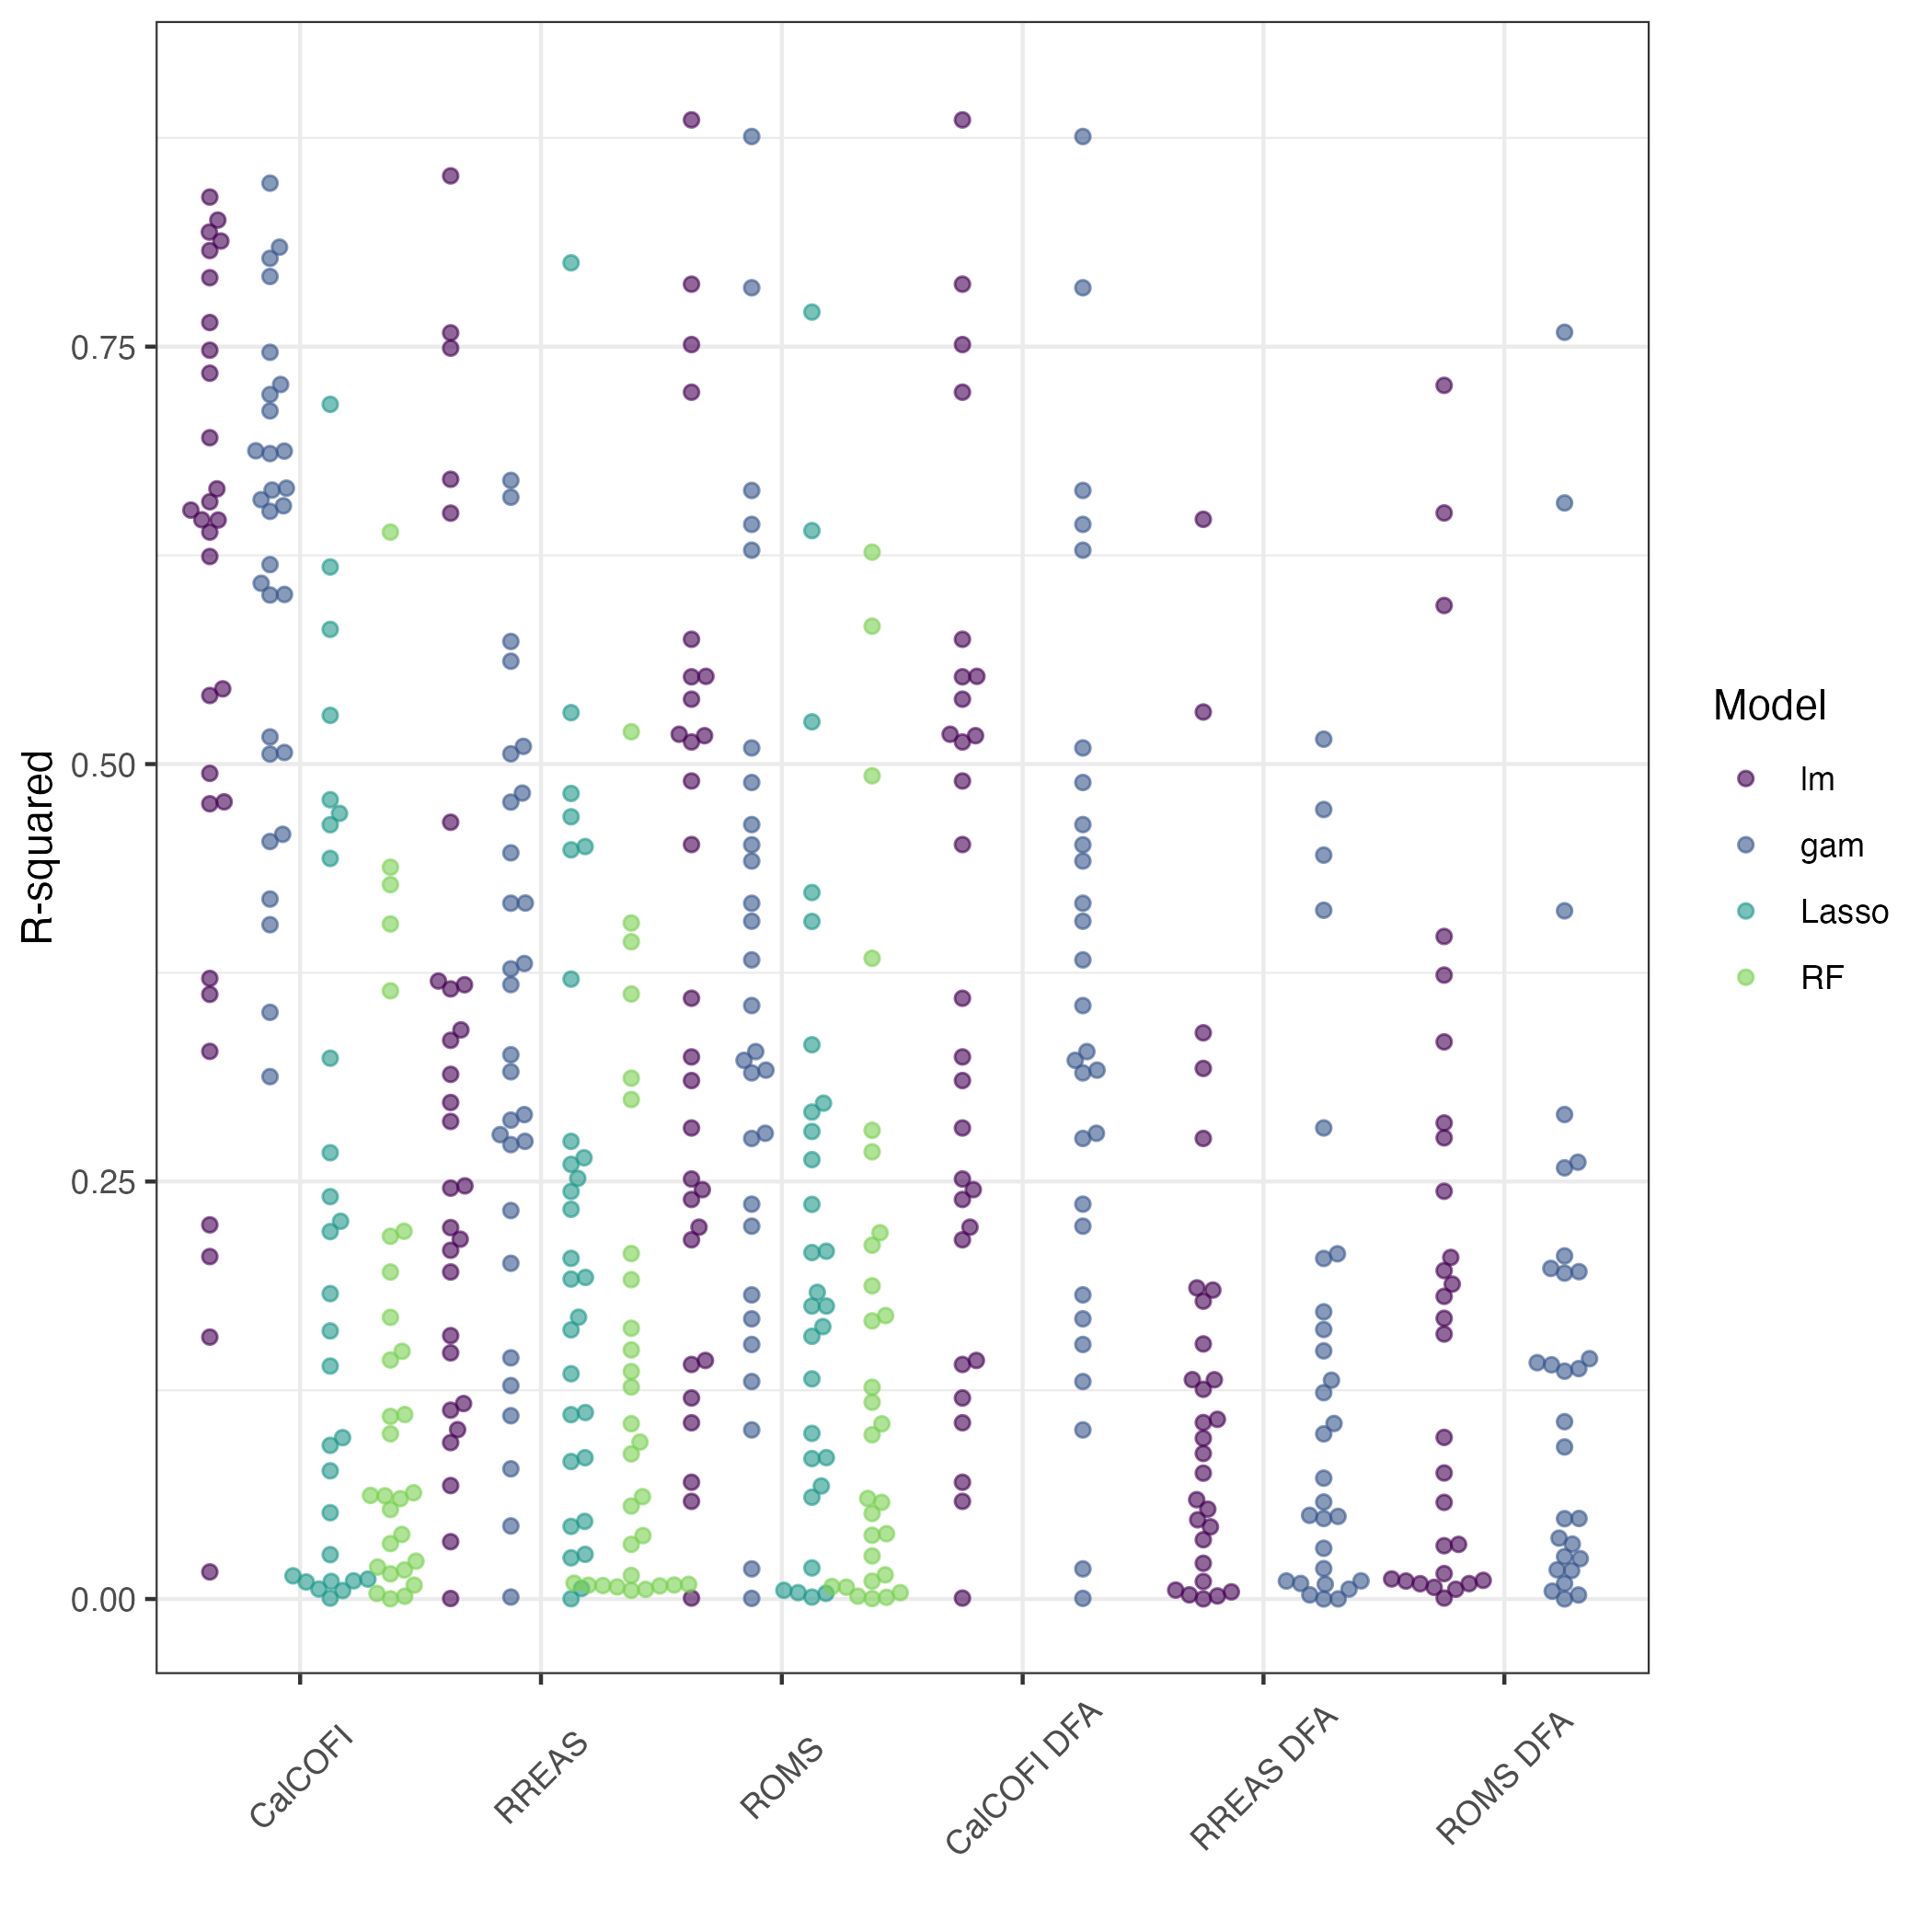 R-squared
0.75
0.50
0.25
0.00
CalCOFI
RREAS
ROMS
CalCOFI DFA
RREAS DFA
ROMS DFA
Model
lm
gam
Lasso
RF